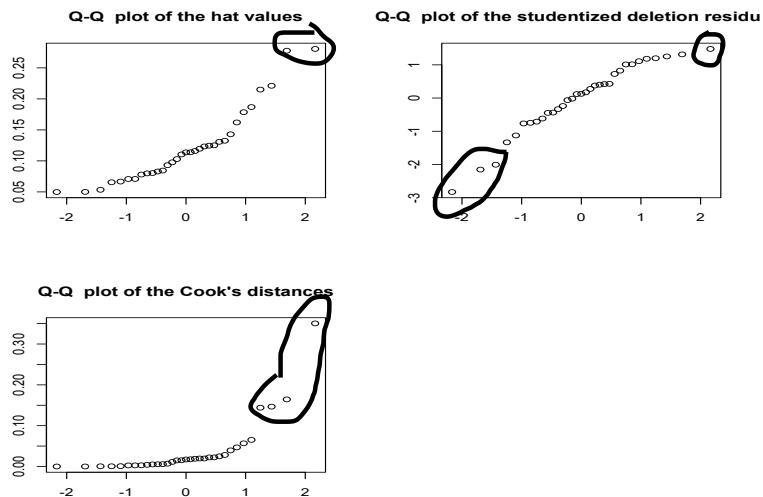 Q-Q plot of the hat values
0.25
0.20
0.15
0.10
0.05
-2 -1 0 1 2
Q-Q plot of the studentized deletion residu
1
0
-1
-2
-3
-2 -1 0 1 2
Q-Q plot of the Cook's distances
0.30
0.20
0.10
0.00
-2 -1 0 1 2